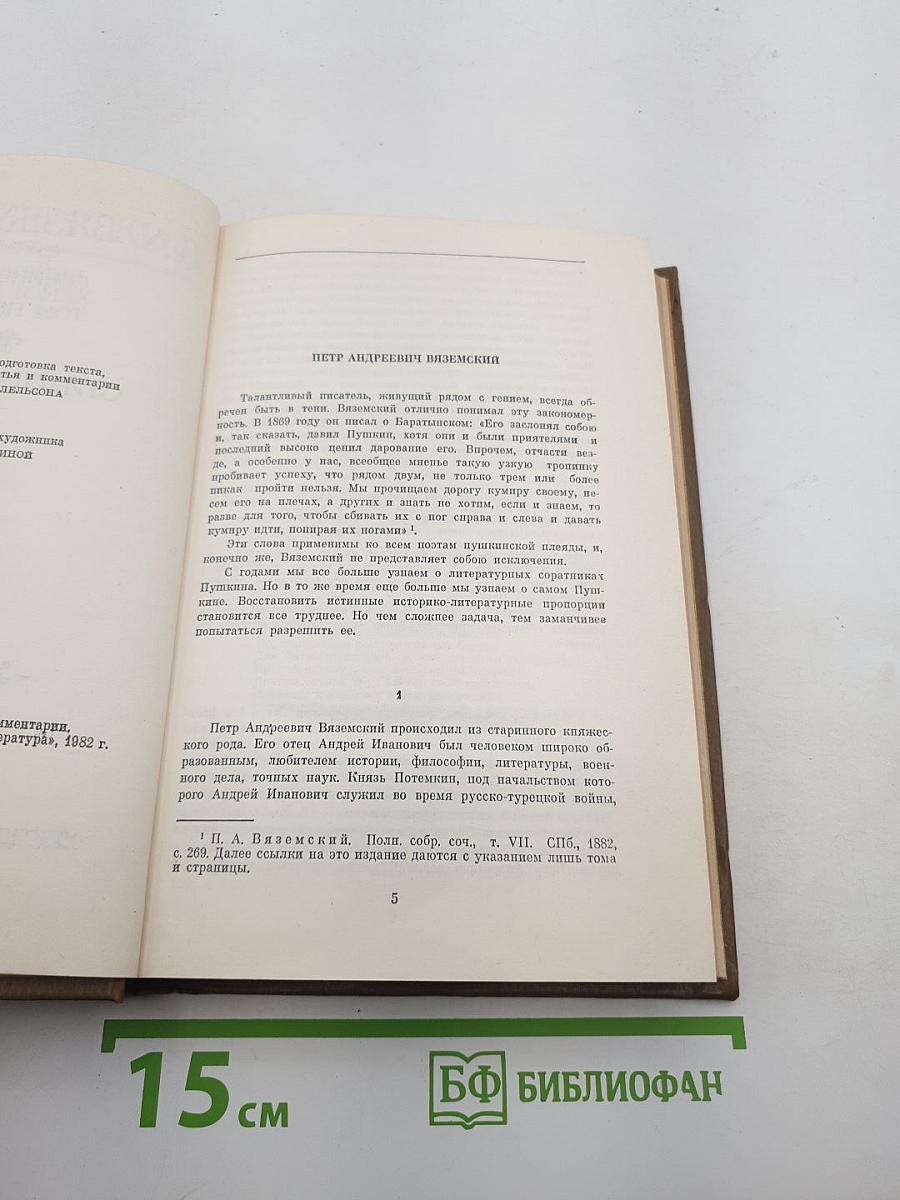 одготовка текста,
тья и комментарии
ЛЕЛЬСОНА
художника
ИНОЙ
мментарии,
ература», 1982 г.
ПЕТР АНДРЕЕВИЧ ВЯЗЕМСКИЙ
Талантливый писатель, живущий рядом с гением, всегда об-
речен быть в тени. Вяземский отлично понимал эту закономер-
ность. В 1869 году он писал о Баратынском: «Его заслонял собою
и, так сказать, давил Пушкин, хотя они и были приятелями и
последний высоко ценил дарование его. Впрочем, отчасти вез-
де, а особенно у нас, всеобщее мненье такую узкую тропинку
пробивает успеху, что рядом двум, не только трем или более
никак пройти нельзя. Мы прочищаем дорогу кумиру своему, не-
сем его на плечах, а других и знать не хотим, если и знаем, то
разве для того, чтобы сбивать их с ног справа и слева и давать
кумиру идти, попирая их ногами» 1.
Эти слова применимы ко всем поэтам пушкинской плеяды, и,
конечно же, Вяземский не представляет собою исключения.
С годами мы все больше узнаем о литературных соратниках
Пушкина. Но в то же время еще больше мы узнаем о самом Пуш-
кине. Восстановить истинные историко-литературные пропорции
становится все труднее. Но чем сложнее задача, тем заманчивее
попытаться разрешить ее.
1
Петр Андреевич Вяземский происходил из старинного княжес-
кого рода. Его отец Андрей Иванович был человеком широко об-
разованным, любителем истории, философии, литературы, воен-
ного дела, точных наук. Князь Потемкин, под начальством кото-
рого Андрей Иванович служил во время русско-турецкой войны,
1 П. А. Вяземский. Полн. собр. соч., т. VII. СПб., 1882,
с. 269. Далее ссылки на это издание даются с указанием лишь тома
и страницы.
5
15 см
БФ БИБЛИОФАН